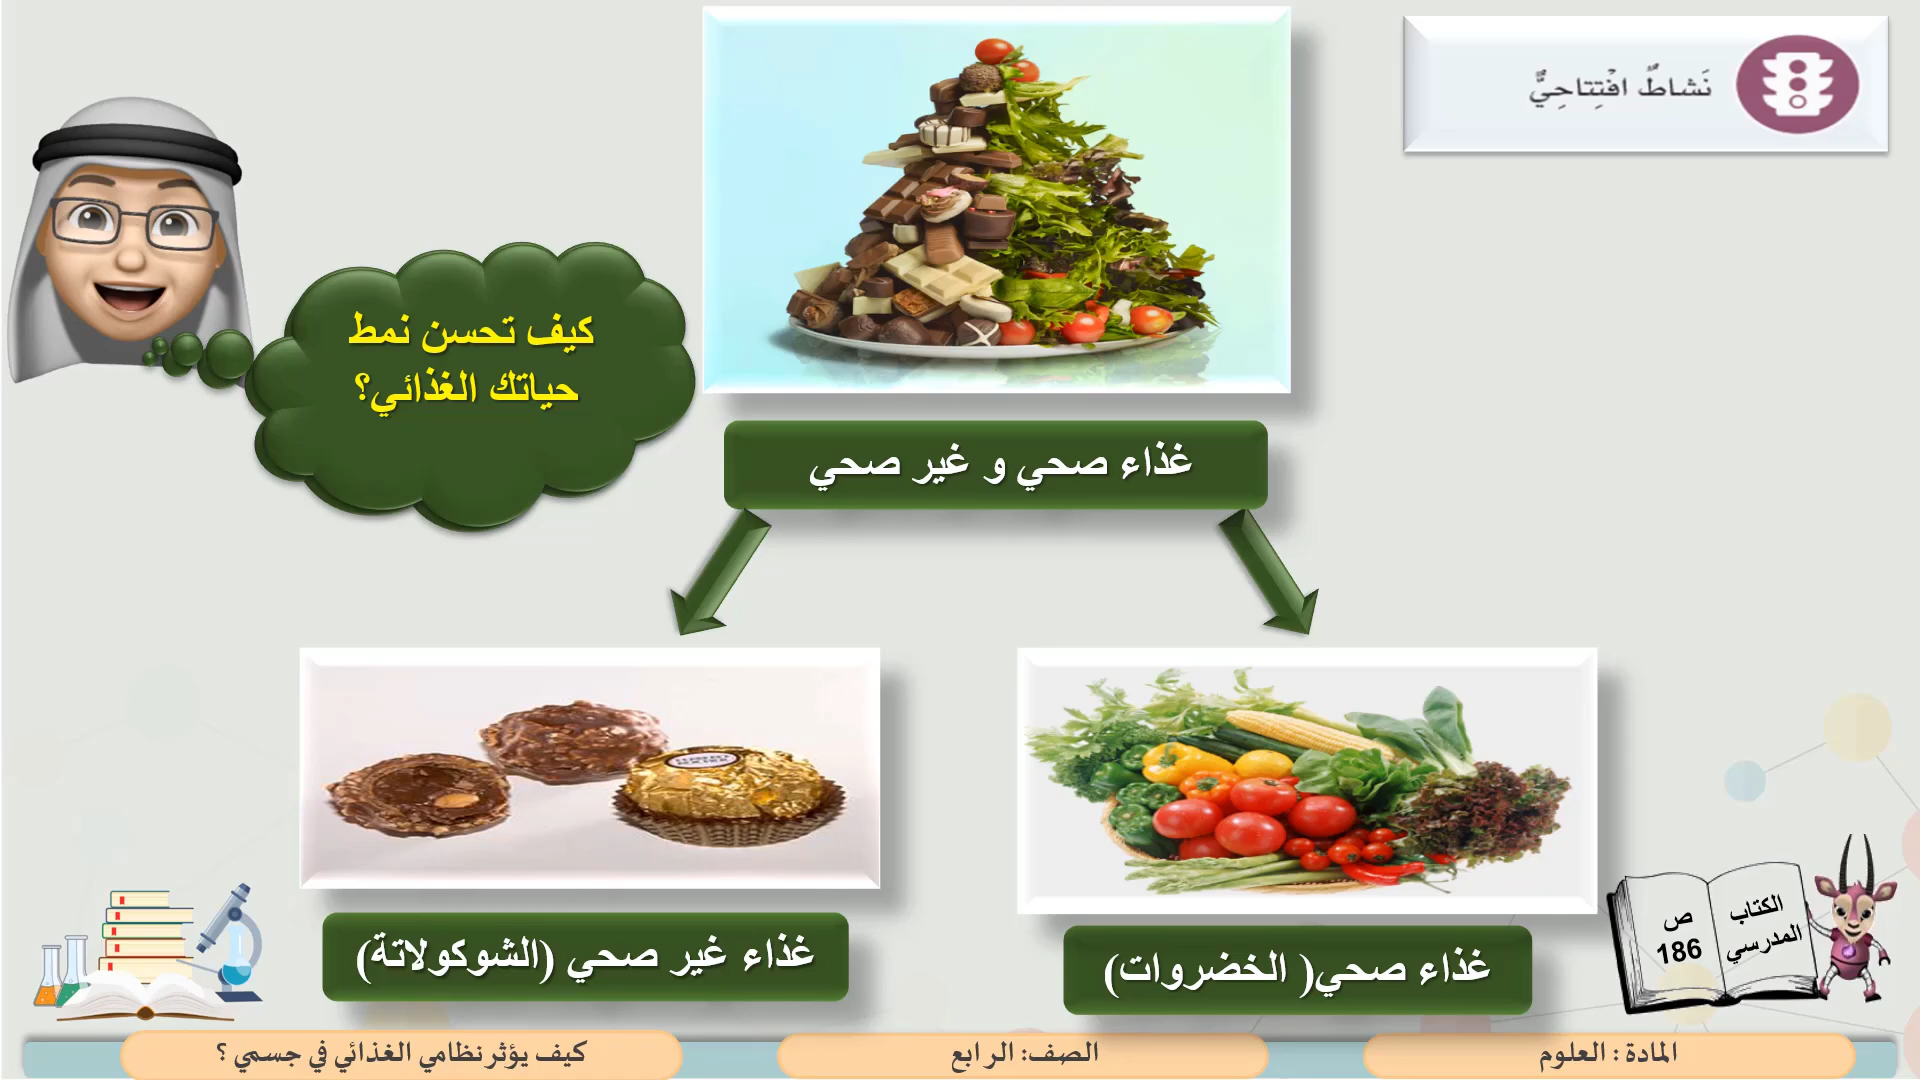 نَشاطٌ افْتِتاحِيٌّ
كيف تحسن نمط
حياتك الغذائي؟
غذاء صحي و غير صحي
غذاء صحي( الخضروات)
غذاء غير صحي (الشوكولاتة)
الكتاب
المدرسي
ص
186
المادة : العلوم
الصف: الرابع
كيف يؤثر نظامي الغذائي في جسمي ؟